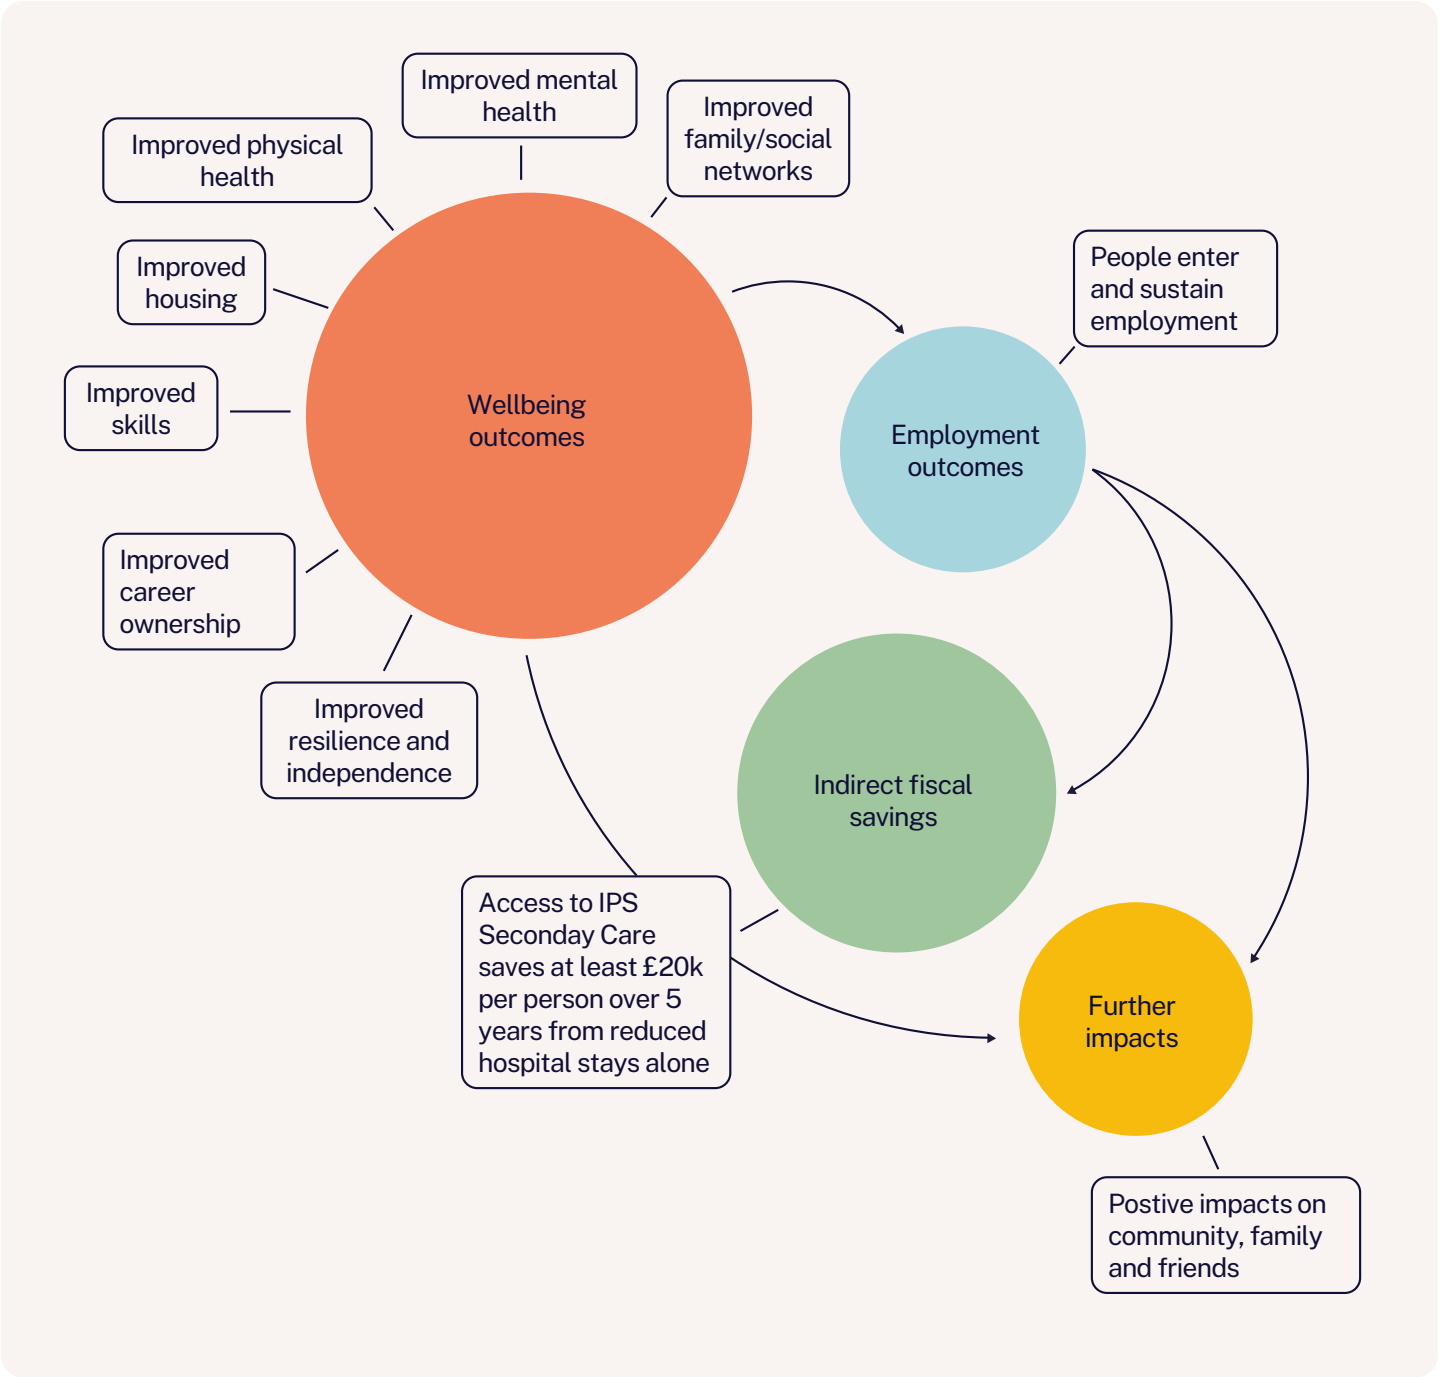 Improved mental
health
Improved
family/social
networks
Improved physical
health
Improved
housing
Improved
skills
Improved
career
ownership
Improved
resilience and
independence
Wellbeing
outcomes
People enter
and sustain
employment
Employment
outcomes
Indirect fiscal
savings
Access to IPS
Seconday Care
saves at least £20k
per person over 5
years from reduced
hospital stays alone
Further
impacts
Postive impacts on
community, family
and friends